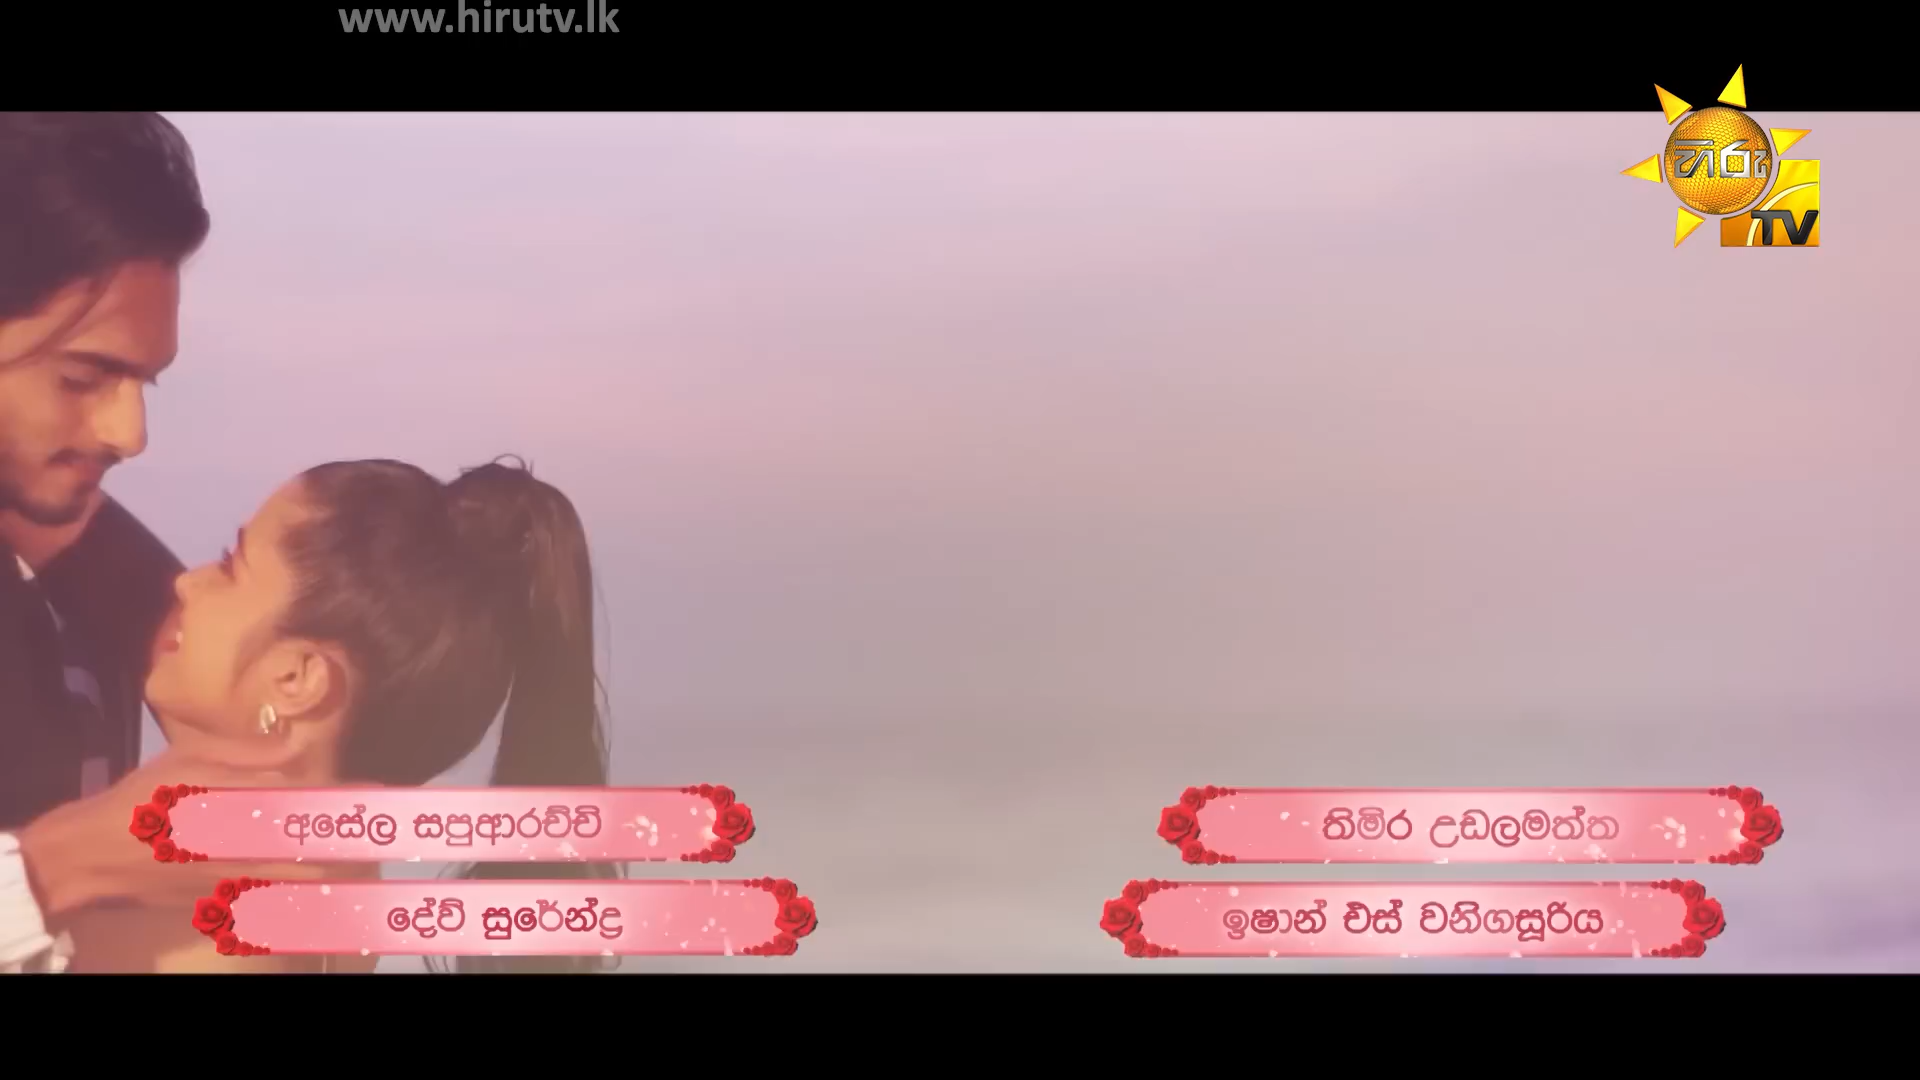 www.hirutv.lk
හිරු
TV
අසේල සපුආරච්චි
තිමිර උඩලමත්ත
දේව් සුරේන්ද්‍ර
ඉෂාන් එස් වනිගසූරිය